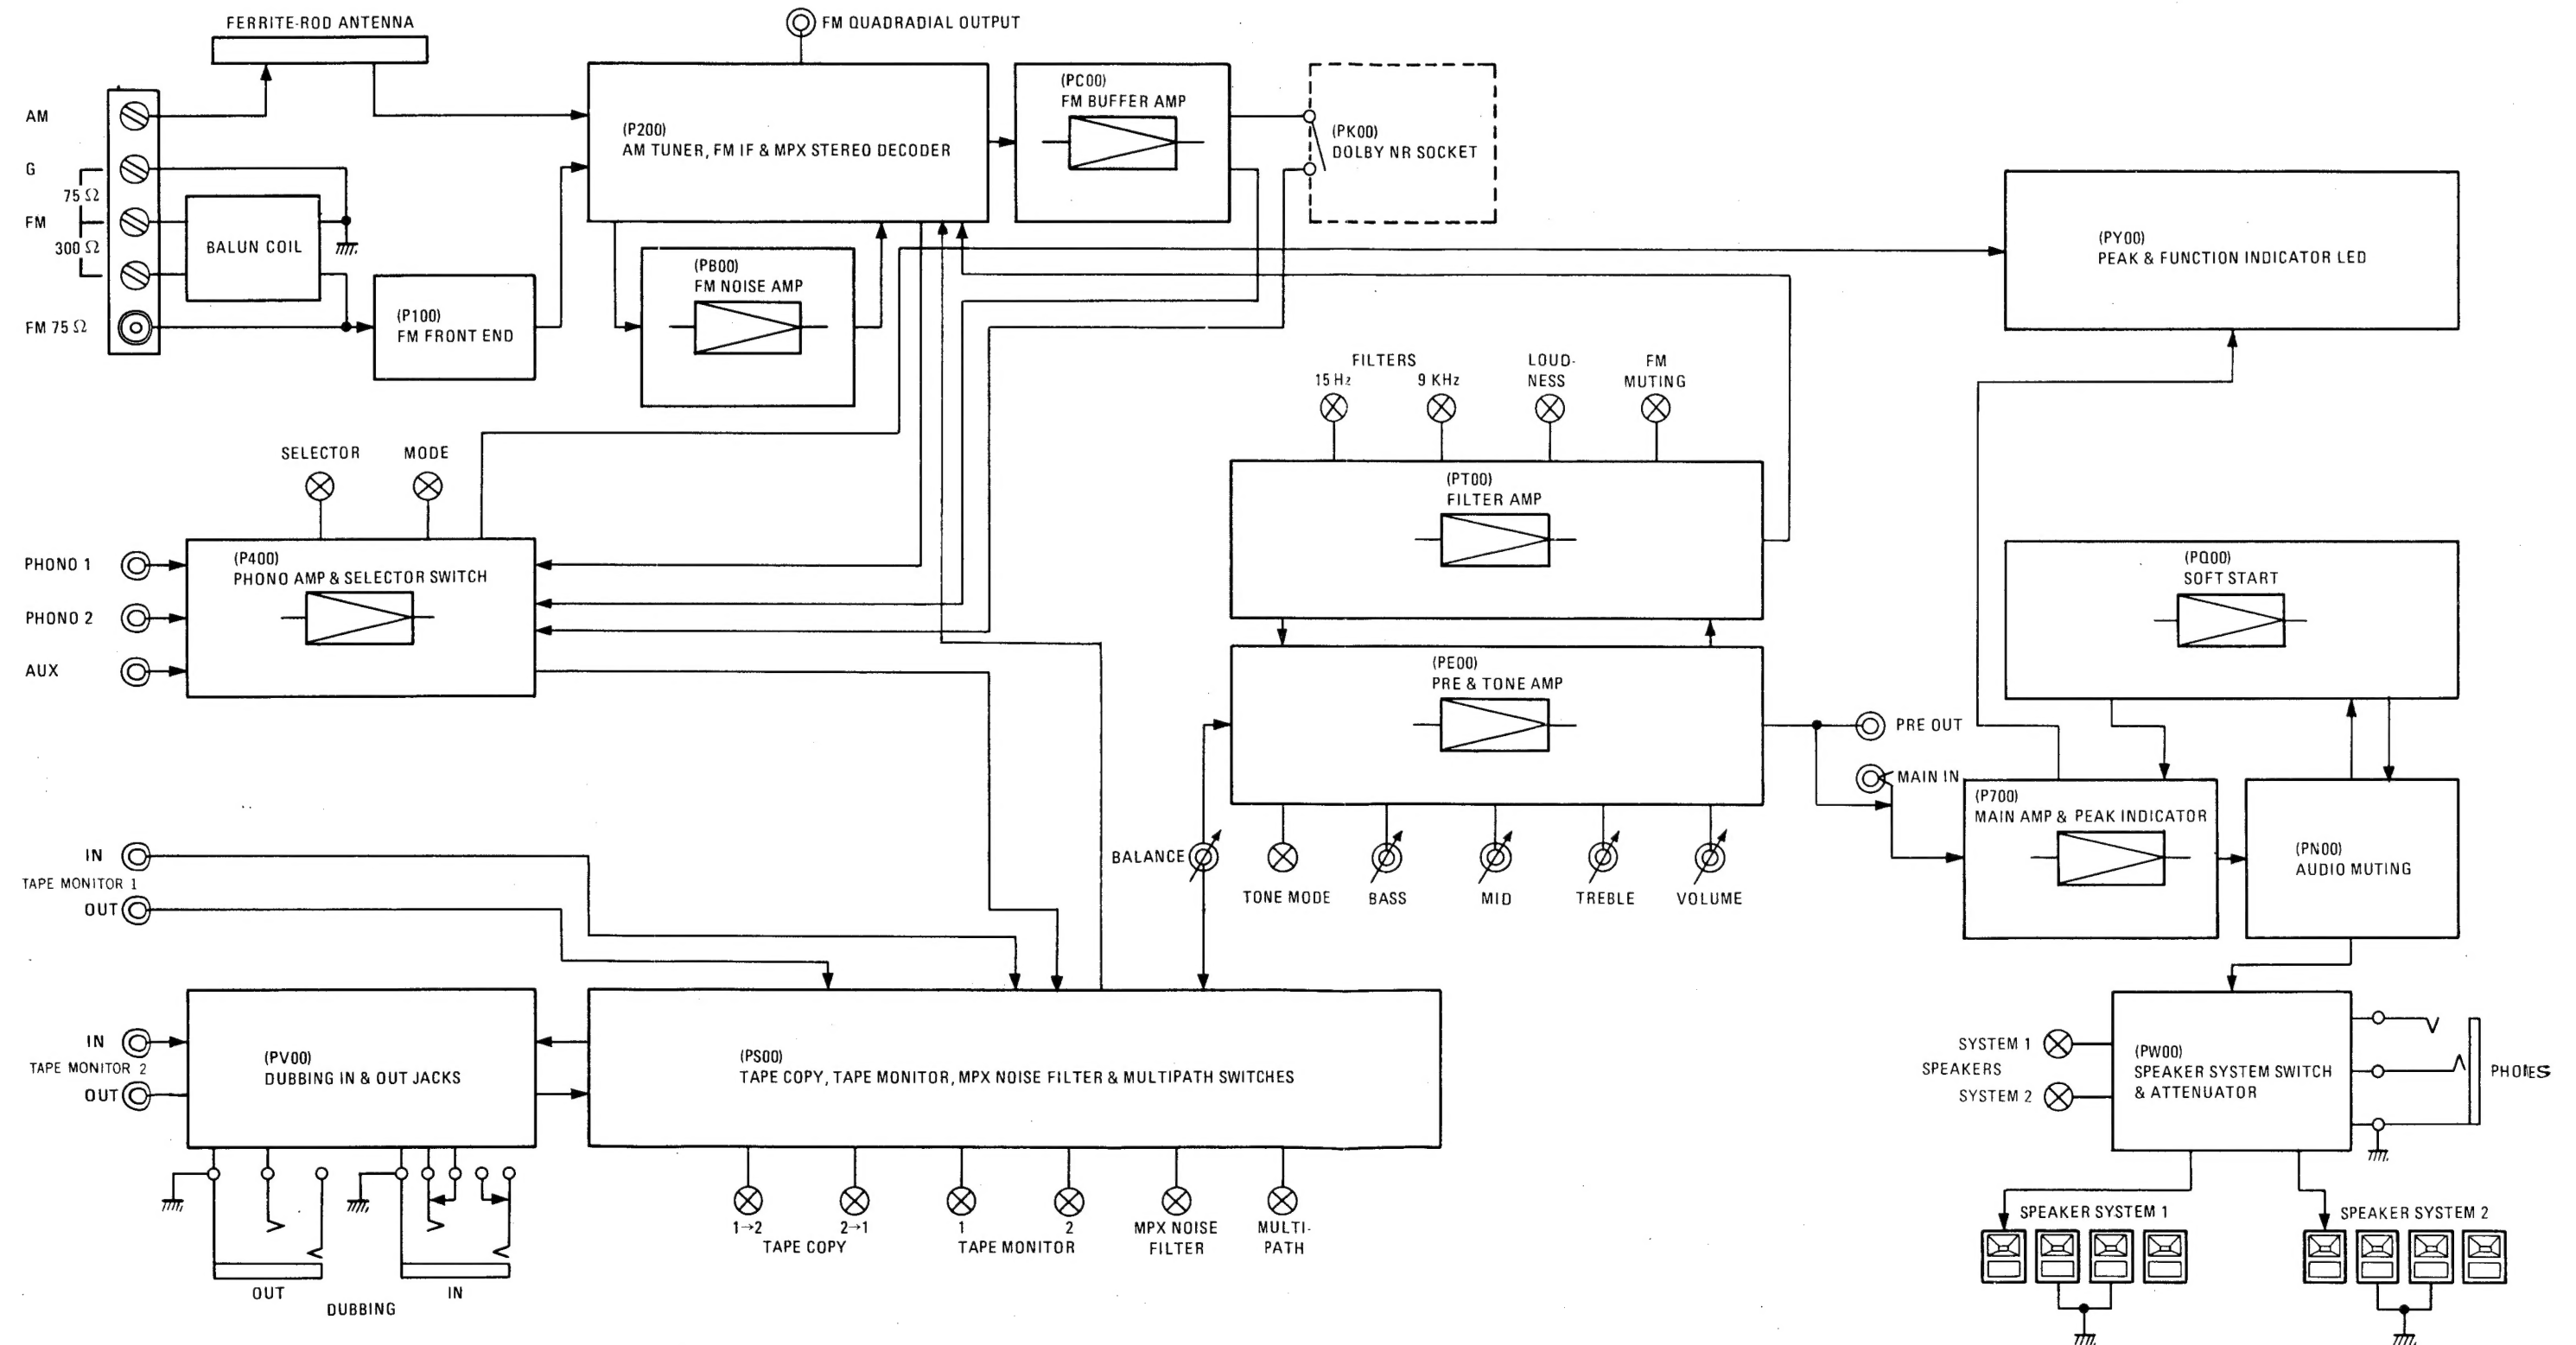 FERRITE-ROD ANTENNA
FM QUADRADIAL OUTPUT
AM
G
75 Ω
FM
300 Ω
FM 75 Ω
BALUN COIL
(P100)
FM FRONT END
(P200)
AM TUNER, FM IF & MPX STEREO DECODER
(PC00)
FM BUFFER AMP
(PK00)
DOLBY NR SOCKET
(PB00)
FM NOISE AMP
(PY00)
PEAK & FUNCTION INDICATOR LED
FILTERS
15 Hz
9 KHz
LOUD-
NESS
FM
MUTING
SELECTOR
MODE
(PT00)
FILTER AMP
PHONO 1
PHONO 2
AUX
(P400)
PHONO AMP & SELECTOR SWITCH
(PQ00)
SOFT START
(PE00)
PRE & TONE AMP
PRE OUT
MAIN IN
(P700)
MAIN AMP & PEAK INDICATOR
(PN00)
AUDIO MUTING
BALANCE
TONE MODE
BASS
MID
TREBLE
VOLUME
IN
TAPE MONITOR 1
OUT
IN
TAPE MONITOR 2
OUT
(PV00)
DUBBING IN & OUT JACKS
(PS00)
TAPE COPY, TAPE MONITOR, MPX NOISE FILTER & MULTIPATH SWITCHES
SYSTEM 1
SPEAKERS
SYSTEM 2
(PW00)
SPEAKER SYSTEM SWITCH
& ATTENUATOR
PHONES
1→2
2→1
TAPE COPY
1
2
TAPE MONITOR
MPX NOISE
FILTER
MULTI-
PATH
OUT
IN
DUBBING
SPEAKER SYSTEM 1
SPEAKER SYSTEM 2